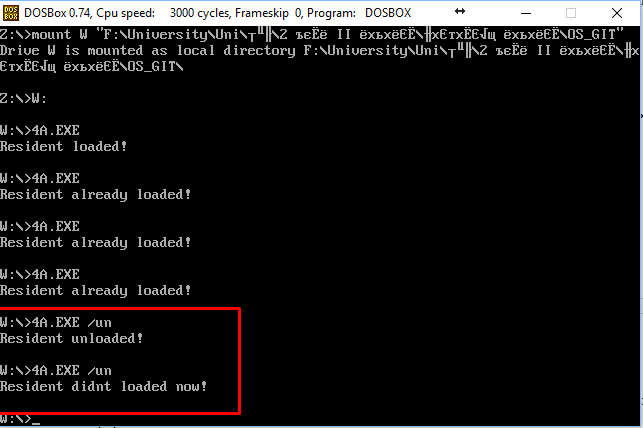 DOSBox 0.74, Cpu speed: 3000 cycles, Frameskip 0, Program: DOSBOX
Z:\>mount W "F:\University\Uni\ \2 ъєЁё II ёхьхёЄЁ\╫хЄтхЁЄ√щ ёхьхёЄЁ\OS_GIT"
Drive W is mounted as local directory F:\University\Uni\ \2 ъєЁё II ёхьхёЄЁ\╫х
ЄтхЁЄ√щ ёхьхёЄЁ\OS_GIT\
Z:\>W:
W:\>4A.EXE
Resident loaded!
W:\>4A.EXE
Resident already loaded!
W:\>4A.EXE
Resident already loaded!
W:\>4A.EXE
Resident already loaded!
W:\>4A.EXE /un
Resident unloaded!
W:\>4A.EXE /un
Resident didnt loaded now!
W:\>_